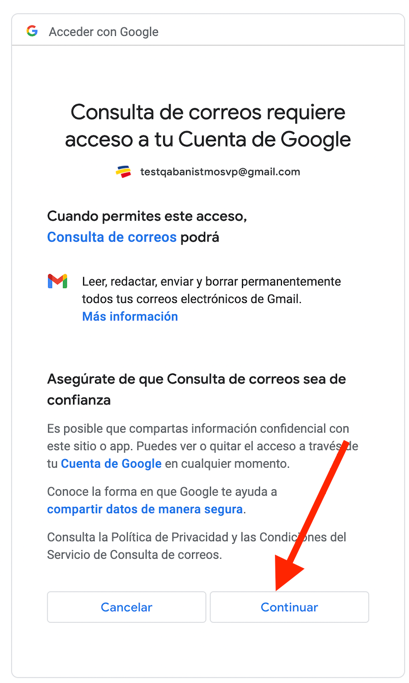 Acceder con Google
Consulta de correos requiere
acceso a tu Cuenta de Google
testqabanistmosvp@gmail.com
Cuando permites este acceso,
Consulta de correos podrá
Leer, redactar, enviar y borrar permanentemente
todos tus correos electrónicos de Gmail.
Más información
Asegúrate de que Consulta de correos sea de
confianza
Es posible que compartas información confidencial con
este sitio o app. Puedes ver o quitar el acceso a través de
tu Cuenta de Google en cualquier momento.
Conoce la forma en que Google te ayuda a
compartir datos de manera segura.
Consulta la Política de Privacidad y las Condiciones del
Servicio de Consulta de correos.
Cancelar
Continuar